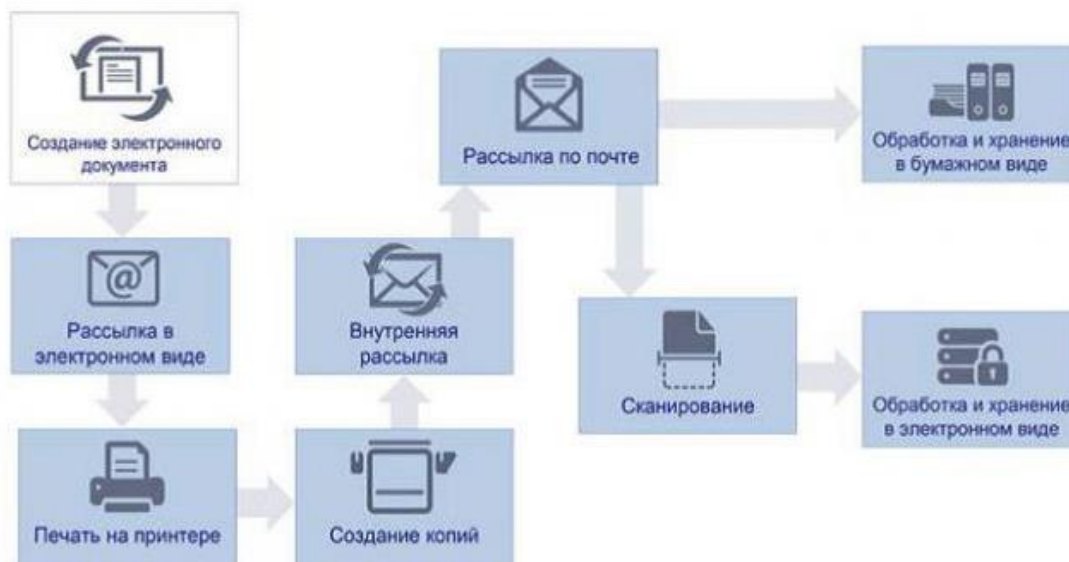 Создание электронного
документа
Рассылка в
электронном виде
Печать на принтере
Создание копий
Внутренняя
рассылка
Рассылка по почте
Обработка и хранение
в бумажном виде
Сканирование
Обработка и хранение
в электронном виде